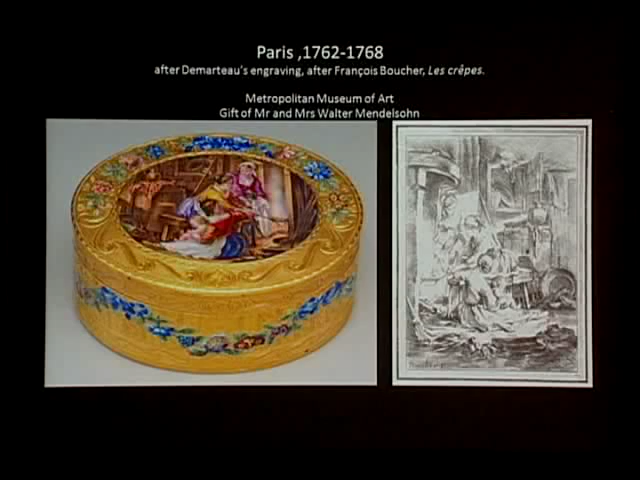 Paris ,1762-1768
after Demarteau's engraving, after François Boucher, Les crêpes.
Metropolitan Museum of Art
Gift of Mr and Mrs Walter Mendelsohn